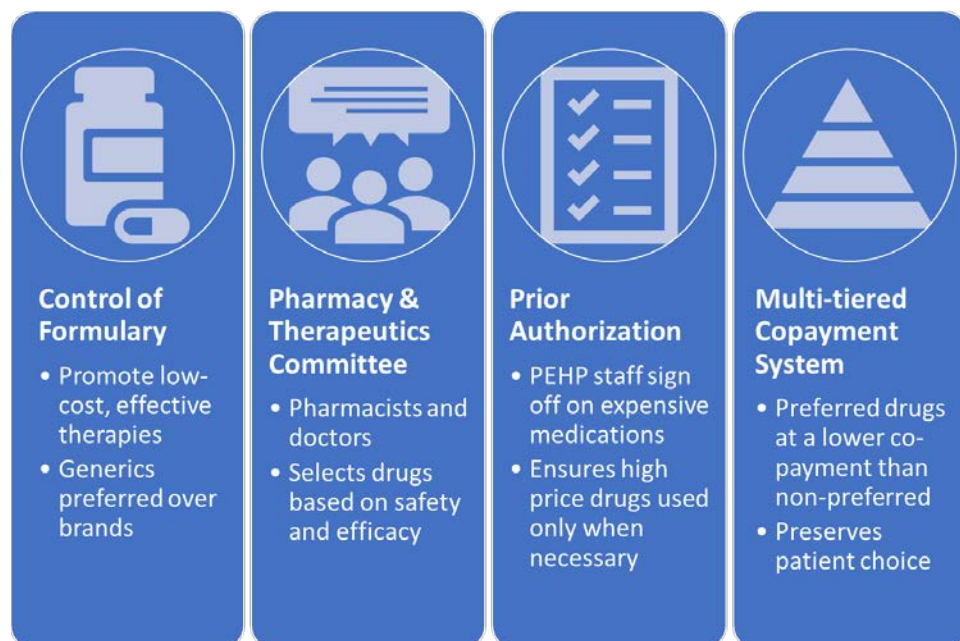 Control of
Formulary
• Promote low-
cost, effective
therapies
• Generics
preferred over
brands
Pharmacy &
Therapeutics
Committee
• Pharmacists and
doctors
• Selects drugs
based on safety
and efficacy
Prior
Authorization
• PEHP staff sign
off on expensive
medications
• Ensures high
price drugs used
only when
necessary
Multi-tiered
Copayment
System
• Preferred drugs
at a lower co-
payment than
non-preferred
• Preserves
patient choice